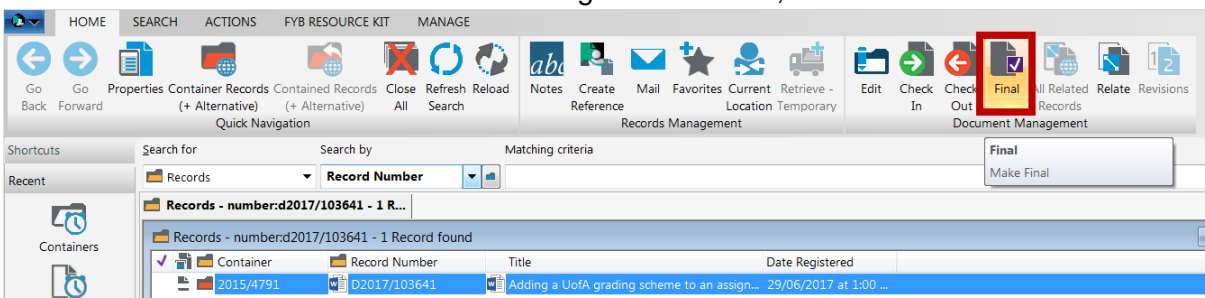 HOME SEARCH ACTIONS FYB RESOURCE KIT MANAGE
Go Back
Go Forward
Properties
Container Records (+ Alternative)
Contained Records (+ Alternative)
Close All
Refresh Search
Reload
Quick Navigation
Notes
Create Reference
Mail
Favorites
Current Location
Retrieve - Temporary
Records Management
Edit
Check In
Check Out
Final
All Related Records
Relate
Revisions
Document Management
Final
Make Final
Shortcuts
Recent
Containers
Search for Search by Matching criteria
Records Record Number
Records - number:d2017/103641 - 1 R...
Records - number:d2017/103641 - 1 Record found
Container Record Number Title Date Registered
2015/4791 D2017/103641 Adding a UofA grading scheme to an assign... 29/06/2017 at 1:00 ...